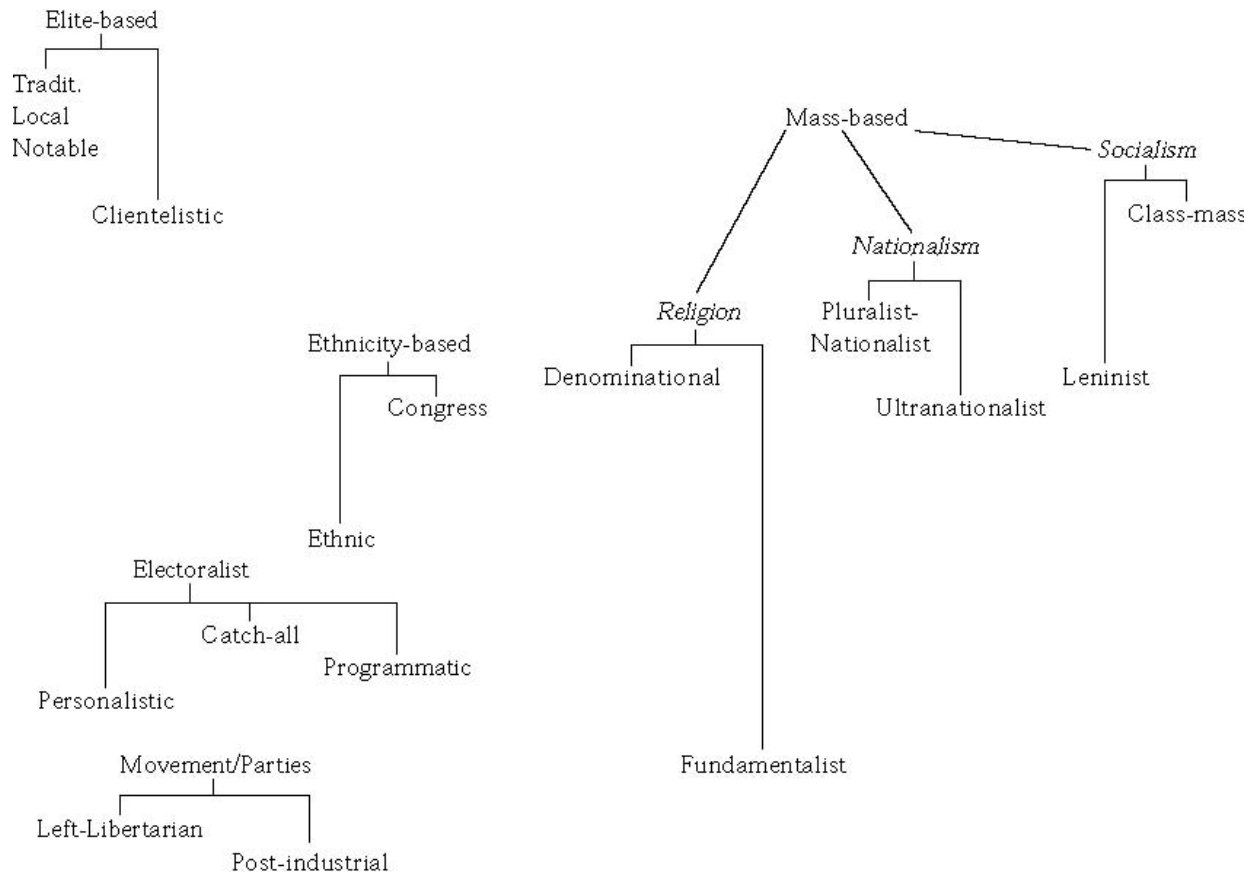 Elite-based
Tradit.
Local
Notable
Clientelistic
Mass-based
Socialism
Class-mass
Nationalism
Religion
Pluralist-
Nationalist
Ethnicity-based
Denominational
Leninist
Congress
Ultranationalist
Ethnic
Electoralist
Catch-all
Programmatic
Personalistic
Movement/Parties
Fundamentalist
Left-Libertarian
Post-industrial